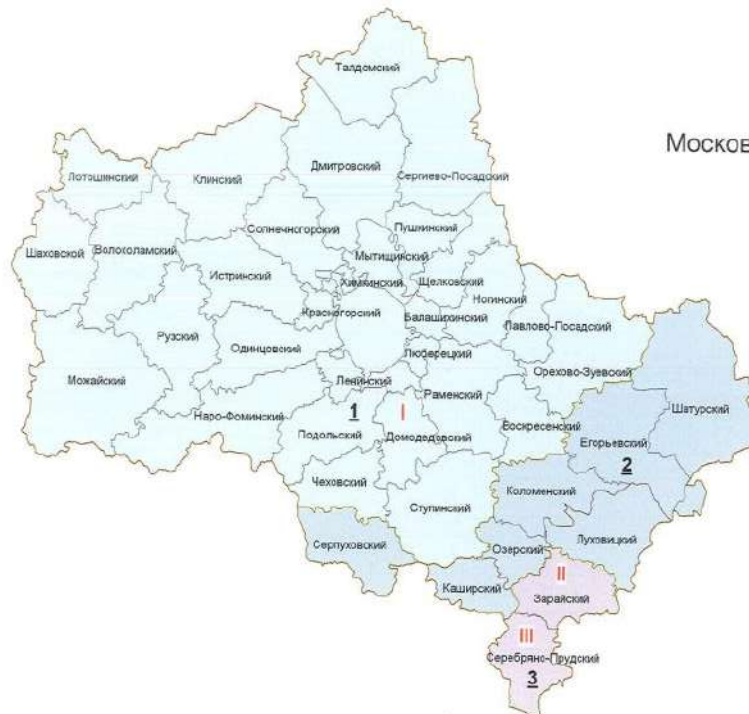 Талдомский
Москов
Лотошинский
Клинский
Дмитровский
Сергиево-Посадский
Солнечногорский
Пушкинский
Шаховской
Волоколамский
Мытищинский
Истринский
Химкинский
Щелковский
Ногинский
Красногорский
Балашихинский
Павлово-Посадский
Рузский
Одинцовский
Люберецкий
Можайский
Ленинский
Раменский
Орехово-Зуевский
Шатурский
Наро-Фоминский
1
I
Подольский
Домодедовский
Воскресенский
Егорьевский
2
Чеховский
Коломенский
Ступинский
Серпуховский
Озерский
Луховицкий
II
Каширский
Зарайский
III
Серебряно-Прудский
3